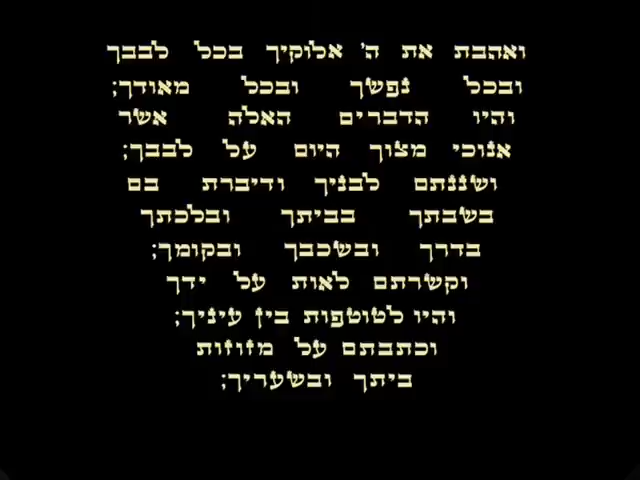 ואהבת את ה' אלוקיך בכל לבבך
ובכל נפשך ובכל מאודך;
והיו הדברים האלה אשר
אנוכי מצוך היום על לבבך;
ושננתם לבניך ודיברת בם
בשבתך בביתך ובלכתך
בדרך ובשכבך ובקומך;
וקשרתם לאות על ידך
והיו לטוטפות בין עיניך;
וכתבתם על מזוזות
ביתך ובשעריך;